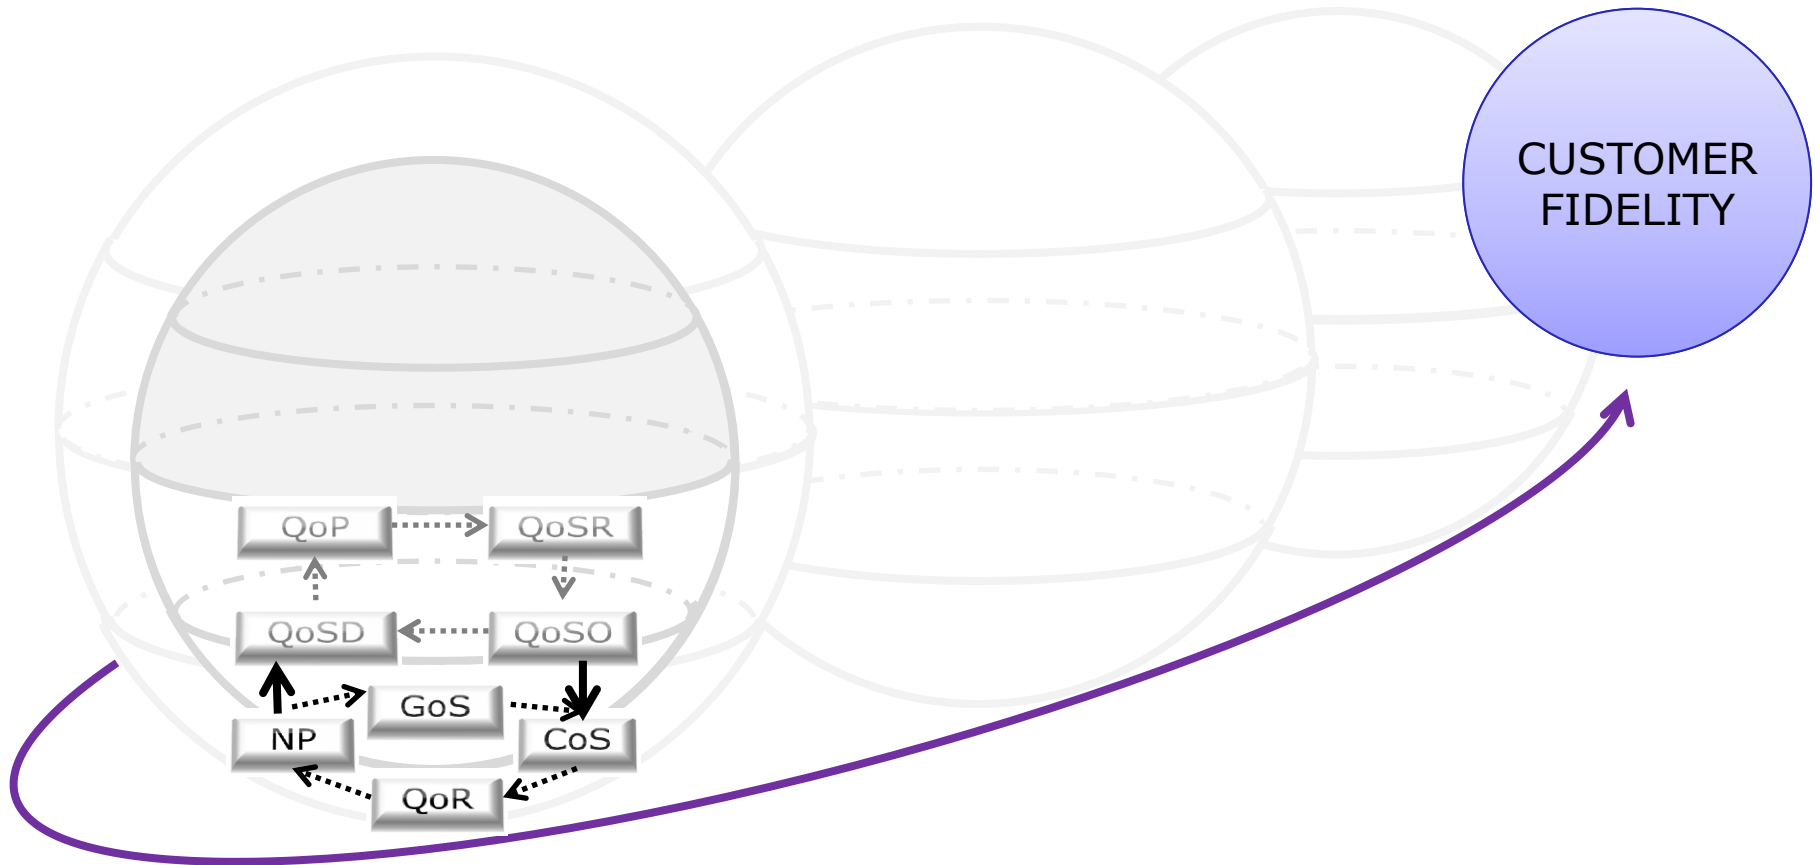 CUSTOMER
FIDELITY
QoP
QoSR
QoSD
QoSO
GoS
NP
CoS
QoR